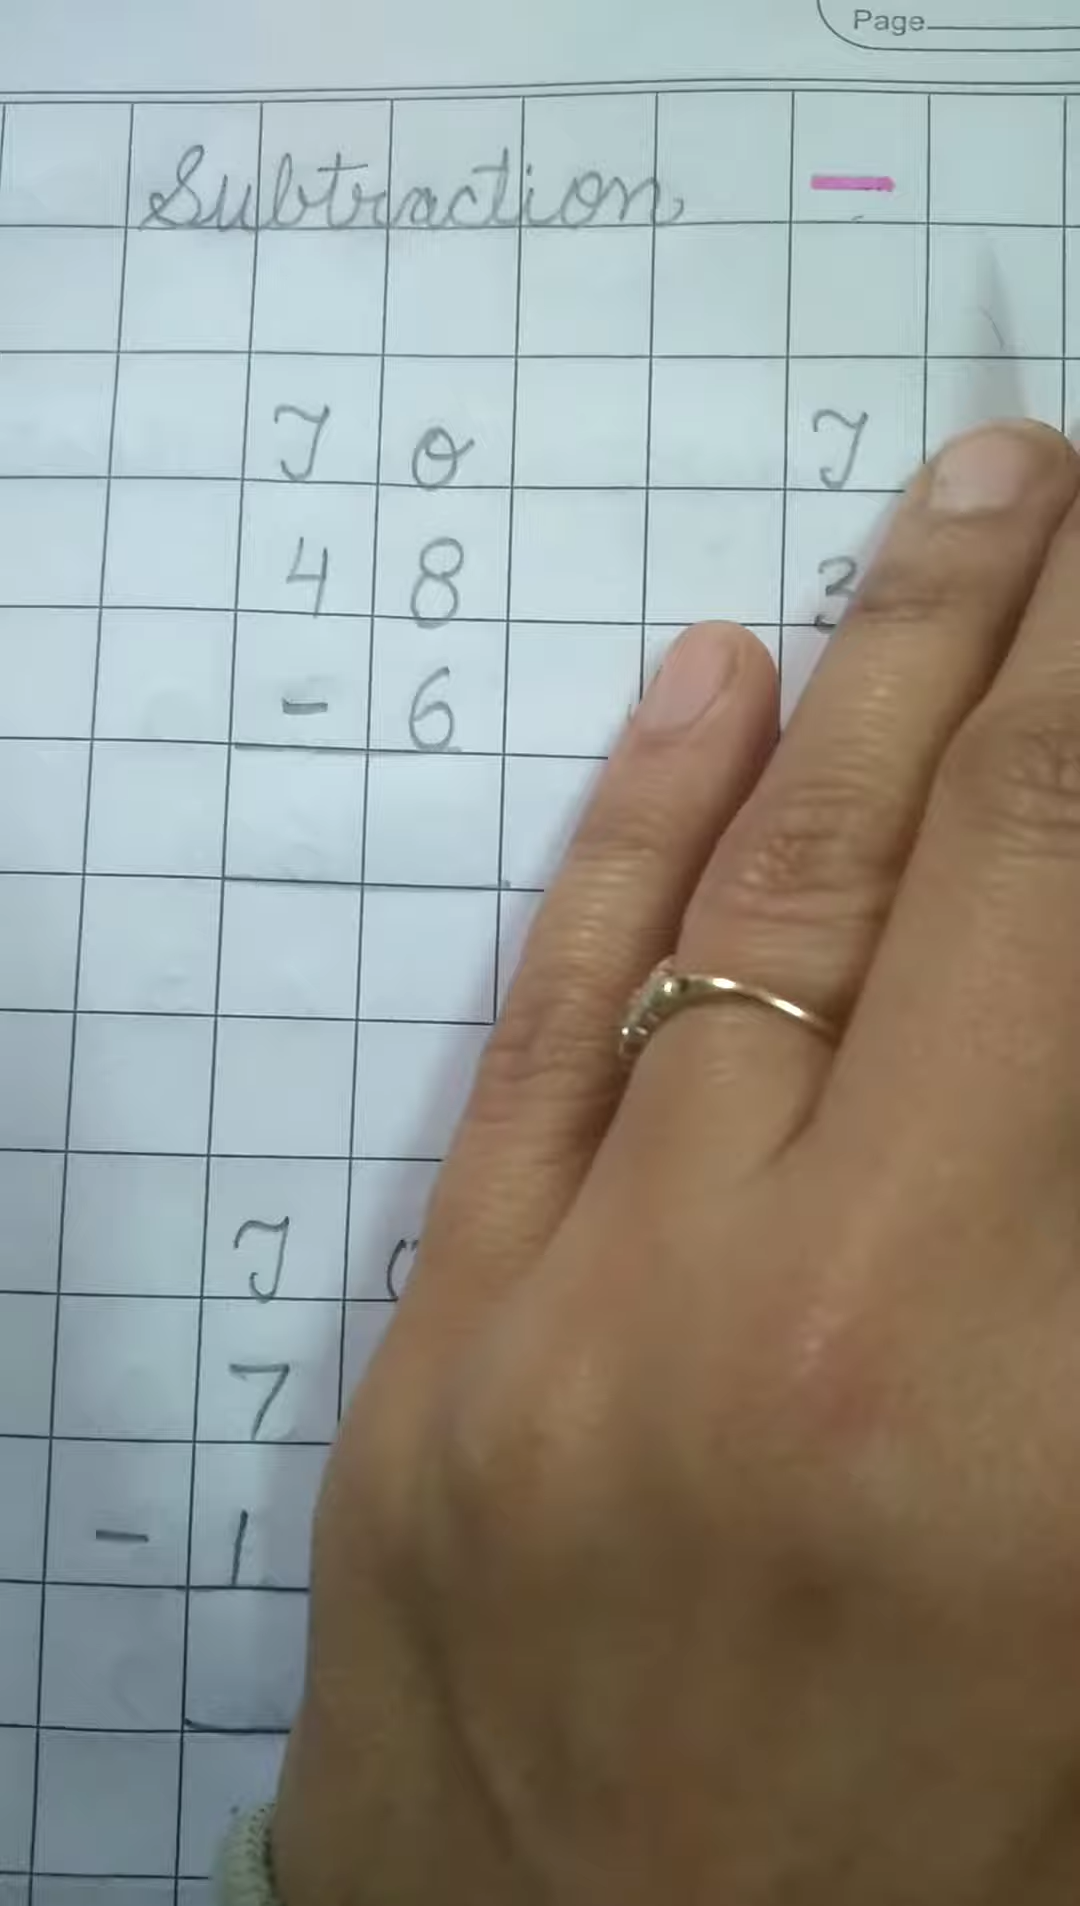 Page
Subtraction —
T O T
4 8 3
- 6
T
7
- 1